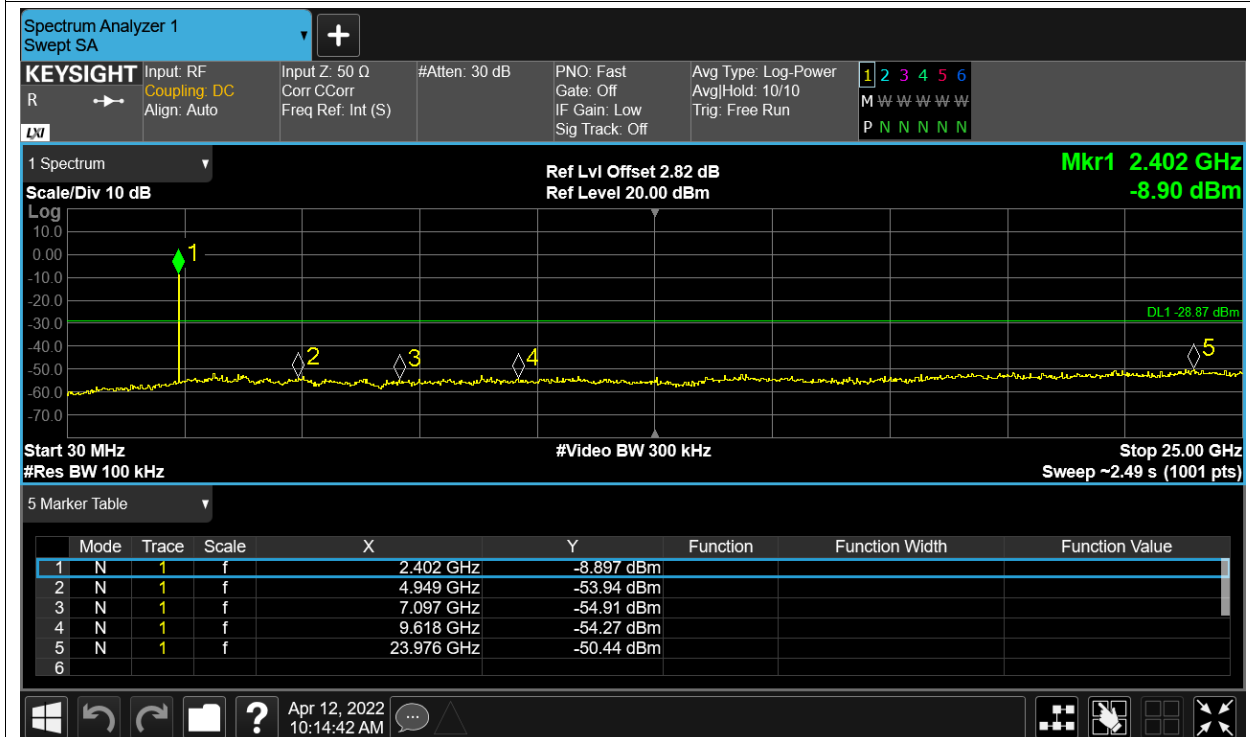 Spectrum Analyzer 1
Swept SA
KEYSIGHT
R
LXI
Input: RF
Coupling: DC
Align: Auto
Input Z: 50 Ω
Corr CCorr
Freq Ref: Int (S)
#Atten: 30 dB
PNO: Fast
Gate: Off
IF Gain: Low
Sig Track: Off
Avg Type: Log-Power
Avg|Hold: 10/10
Trig: Free Run
1 2 3 4 5 6
M W W W W W
P N N N N N
1 Spectrum
Scale/Div 10 dB
Ref Lvl Offset 2.82 dB
Ref Level 20.00 dBm
Mkr1 2.402 GHz
-8.90 dBm
Log
10.0
0.00
-10.0
-20.0
-30.0
-40.0
-50.0
-60.0
-70.0
1
2
3
4
5
DL1 -28.87 dBm
Start 30 MHz
#Res BW 100 kHz
#Video BW 300 kHz
Stop 25.00 GHz
Sweep ~2.49 s (1001 pts)
5 Marker Table
Mode Trace Scale X Y Function Function Width Function Value
1 N 1 f 2.402 GHz -8.897 dBm
2 N 1 f 4.949 GHz -53.94 dBm
3 N 1 f 7.097 GHz -54.91 dBm
4 N 1 f 9.618 GHz -54.27 dBm
5 N 1 f 23.976 GHz -50.44 dBm
6
?
Apr 12, 2022
10:14:42 AM